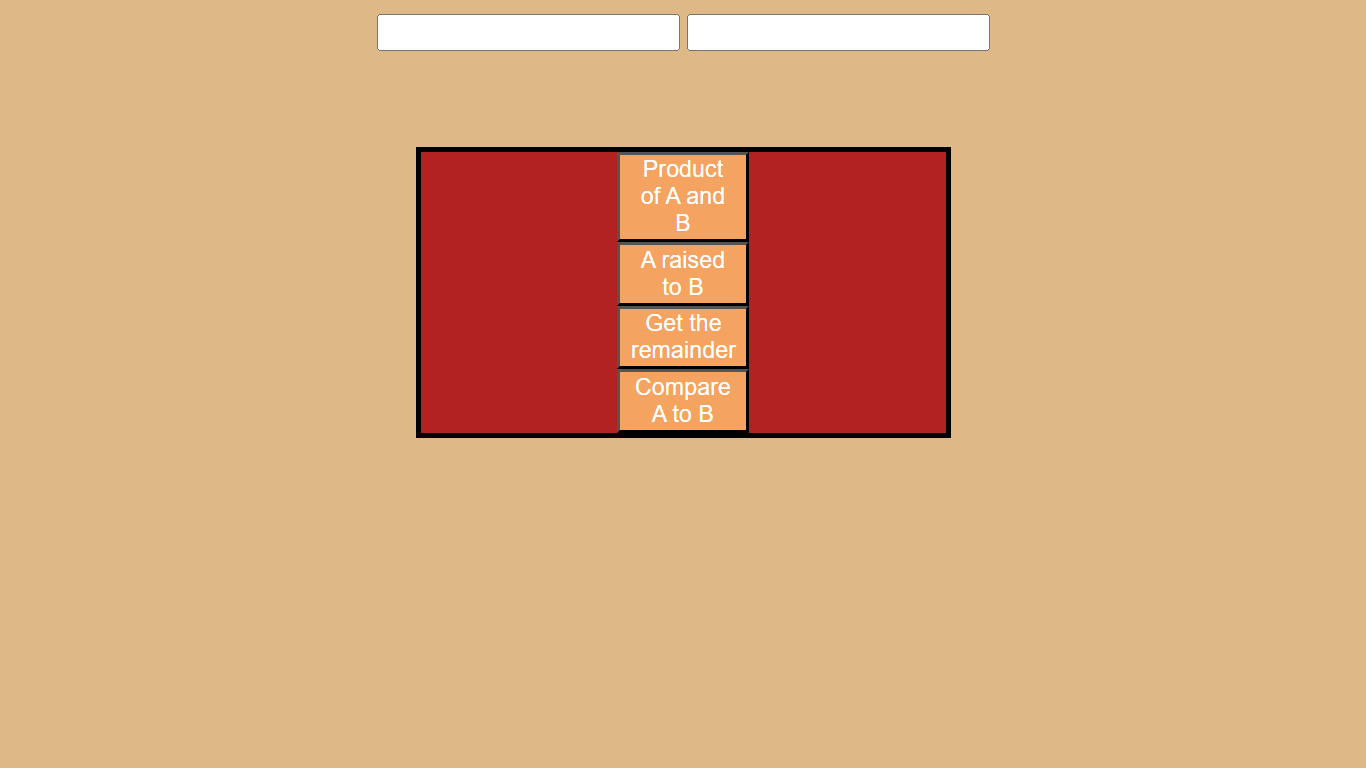 Product
of A and
B
A raised
to B
Get the
remainder
Compare
A to B